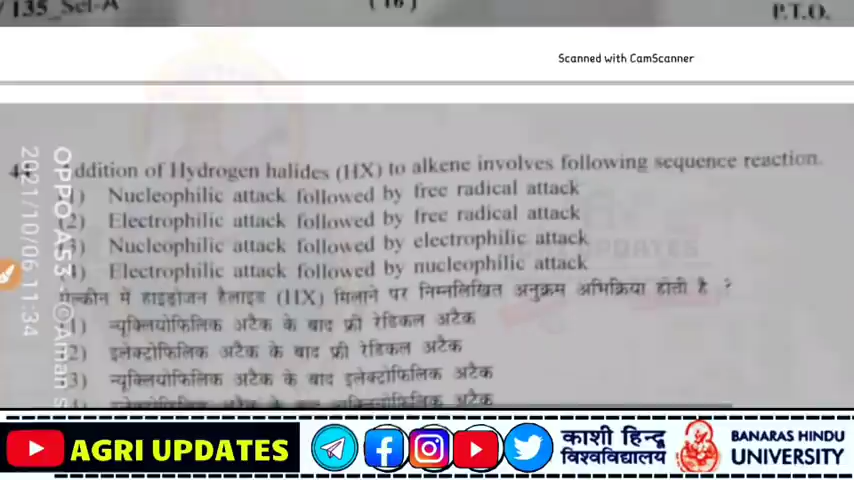 135_Set-A
( 16 )
P.T.O.
Scanned with CamScanner
44. Addition of Hydrogen halides (HX) to alkene involves following sequence reaction.
(1) Nucleophilic attack followed by free radical attack
(2) Electrophilic attack followed by free radical attack
(3) Nucleophilic attack followed by electrophilic attack
(4) Electrophilic attack followed by nucleophilic attack
एल्कीन में हाइड्रोजन हैलाइड (HX) मिलाने पर निम्नलिखित अनुक्रम अभिक्रिया होती है ?
(1) न्यूक्लियोफिलिक अटैक के बाद फ्री रेडिकल अटैक
(2) इलेक्टोफिलिक अटैक के बाद फ्री रेडिकल अटैक
(3) न्यूक्लियोफिलिक अटैक के बाद इलेक्टोफिलिक अटैक
OPPO A53 · ©Aman
2021/10/06 11:34
AGRI UPDATES
काशी हिन्दू
विश्वविद्यालय
BANARAS HINDU
UNIVERSITY